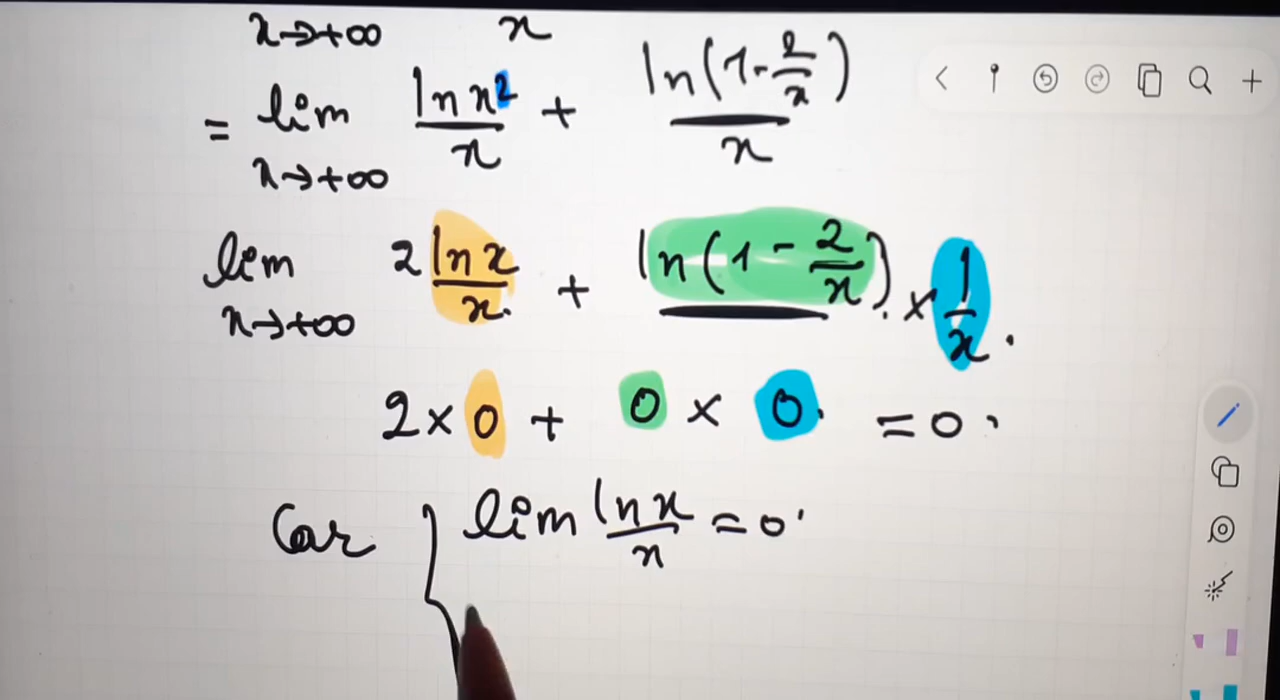 x→+∞ x
= lim x→+∞ ln x²/x + ln(1-2/x)/x
lim x→+∞ 2 ln x/x + ln(1-2/x) × 1/x.
2×0 + 0 × 0. = 0.
Car { lim ln x/x = 0.